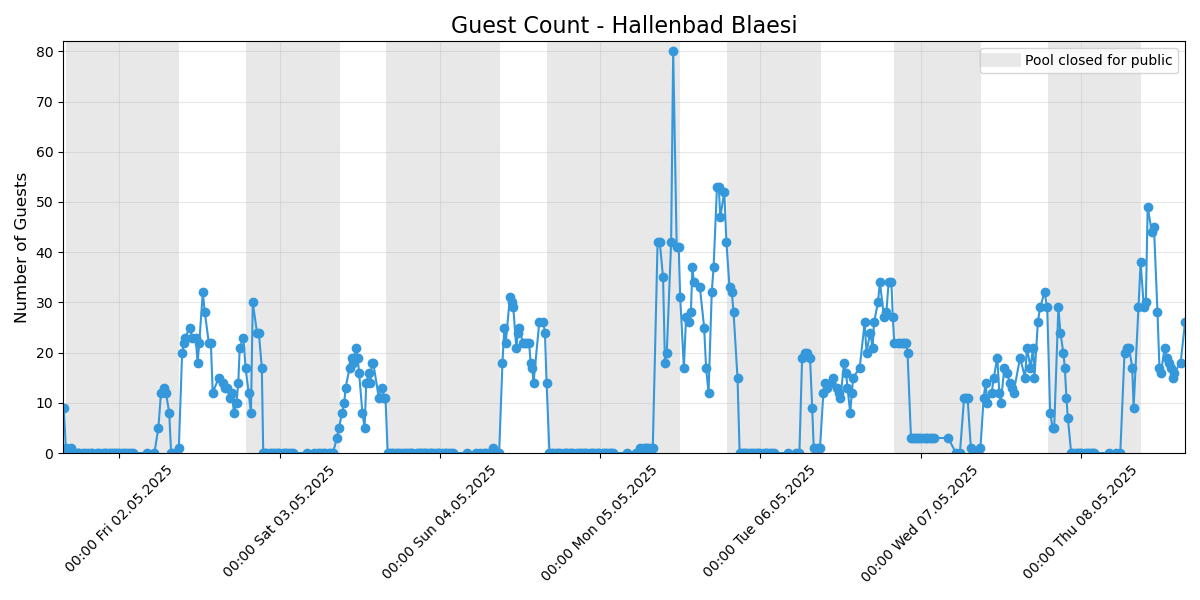 Guest Count - Hallenbad Blaesi
Pool closed for public
Number of Guests
80
70
60
50
40
30
20
10
0
00:00 Fri 02.05.2025
00:00 Sat 03.05.2025
00:00 Sun 04.05.2025
00:00 Mon 05.05.2025
00:00 Tue 06.05.2025
00:00 Wed 07.05.2025
00:00 Thu 08.05.2025